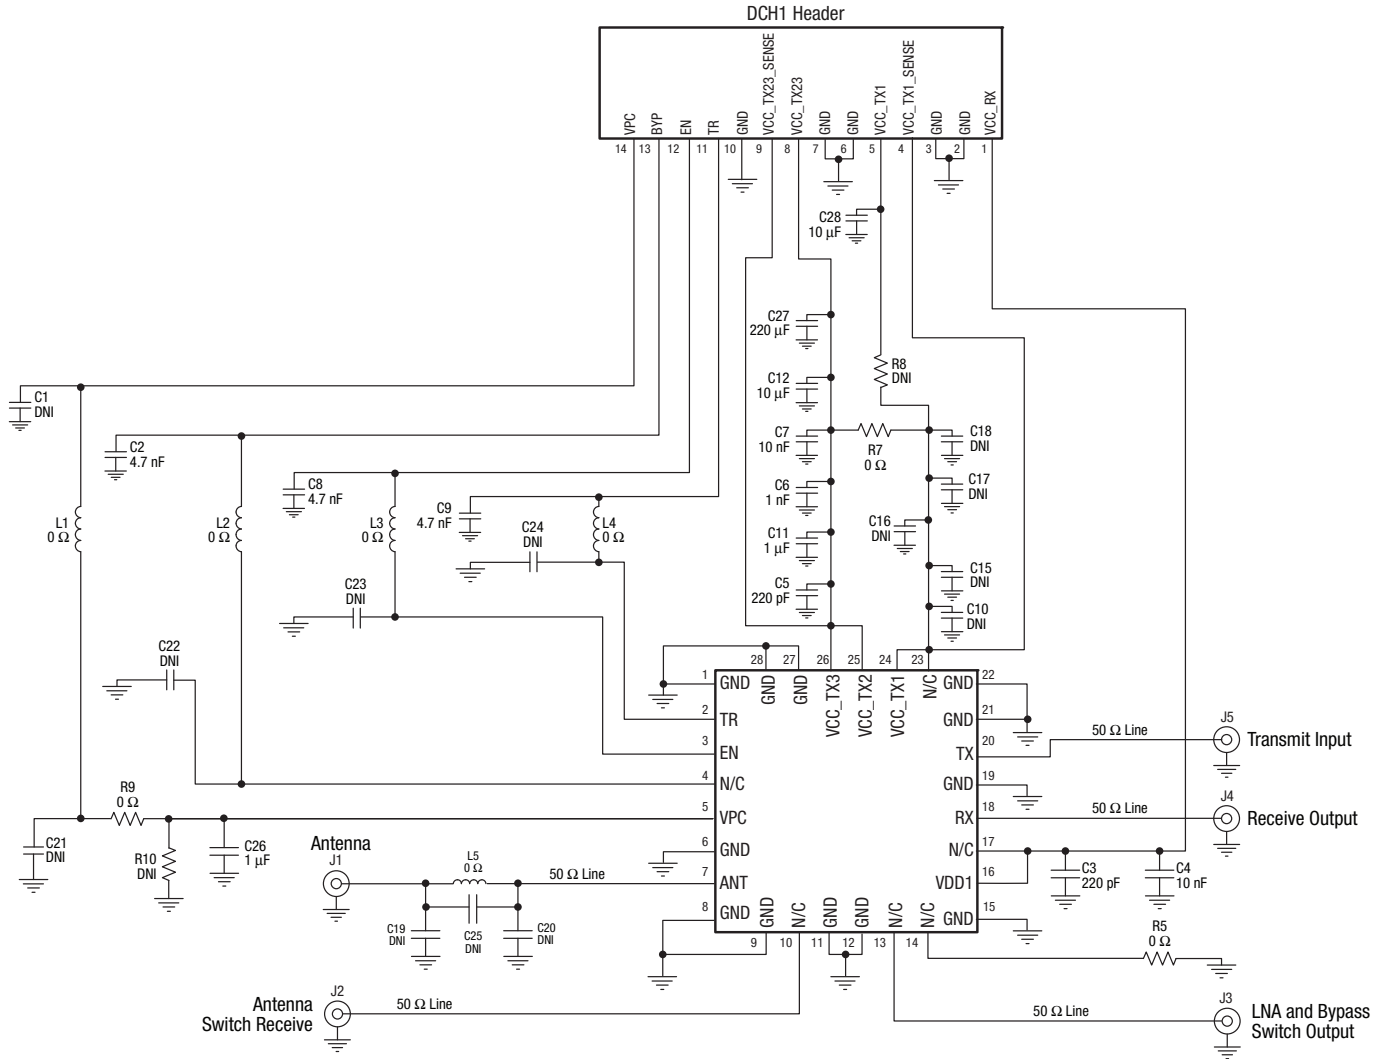 DCH1 Header
VPC
BYP
EN
TR
GND
VCC_TX23_SENSE
VCC_TX23
GND
GND
VCC_TX1
VCC_TX1_SENSE
GND
GND
VCC_RX
14
13
12
11
10
9
8
7
6
5
4
3
2
1
C28
10 µF
C27
220 µF
C12
10 µF
R8
DNI
C1
DNI
C2
4.7 nF
C7
10 nF
R7
0 Ω
C18
DNI
C8
4.7 nF
C6
1 nF
C17
DNI
L1
0 Ω
L2
0 Ω
L3
0 Ω
C9
4.7 nF
C24
DNI
L4
0 Ω
C11
1 µF
C16
DNI
C23
DNI
C5
220 pF
C15
DNI
C10
DNI
C22
DNI
28
27
26
25
24
23
GND
GND
VCC_TX3
VCC_TX2
VCC_TX1
N/C
1
GND
2
TR
3
EN
4
N/C
5
VPC
6
GND
7
ANT
8
GND
22
GND
21
GND
20
TX
19
GND
18
RX
17
N/C
16
VDD1
15
GND
GND
N/C
GND
GND
N/C
N/C
9
10
11
12
13
14
50 Ω Line
J5
Transmit Input
50 Ω Line
J4
Receive Output
R9
0 Ω
C21
DNI
R10
DNI
C26
1 µF
C3
220 pF
C4
10 nF
Antenna
J1
L5
0 Ω
50 Ω Line
C19
DNI
C25
DNI
C20
DNI
R5
0 Ω
Antenna
Switch Receive
J2
50 Ω Line
50 Ω Line
J3
LNA and Bypass
Switch Output